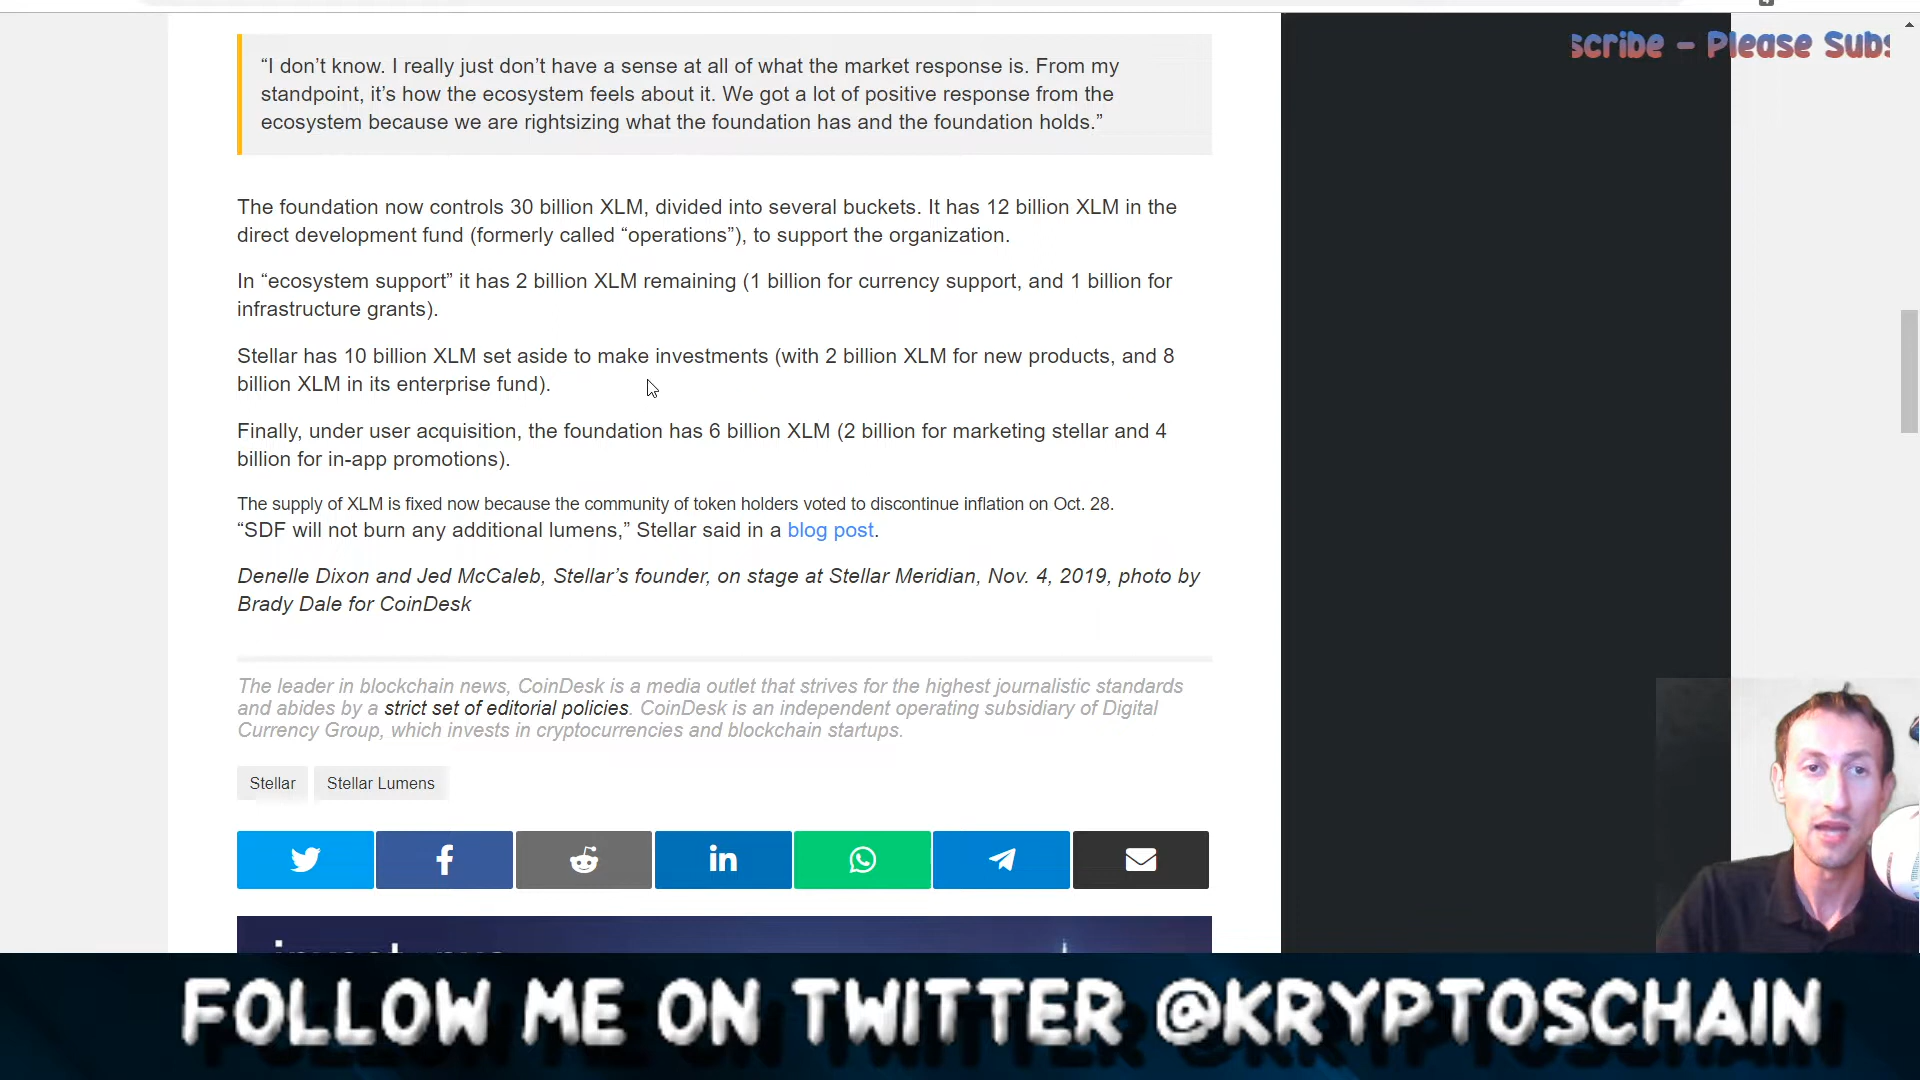 scribe - Please Subs
“I don’t know. I really just don’t have a sense at all of what the market response is. From my
standpoint, it’s how the ecosystem feels about it. We got a lot of positive response from the
ecosystem because we are rightsizing what the foundation has and the foundation holds.”
The foundation now controls 30 billion XLM, divided into several buckets. It has 12 billion XLM in the
direct development fund (formerly called “operations”), to support the organization.
In “ecosystem support” it has 2 billion XLM remaining (1 billion for currency support, and 1 billion for
infrastructure grants).
Stellar has 10 billion XLM set aside to make investments (with 2 billion XLM for new products, and 8
billion XLM in its enterprise fund).
Finally, under user acquisition, the foundation has 6 billion XLM (2 billion for marketing stellar and 4
billion for in-app promotions).
The supply of XLM is fixed now because the community of token holders voted to discontinue inflation on Oct. 28.
“SDF will not burn any additional lumens,” Stellar said in a blog post.
Denelle Dixon and Jed McCaleb, Stellar’s founder, on stage at Stellar Meridian, Nov. 4, 2019, photo by
Brady Dale for CoinDesk
The leader in blockchain news, CoinDesk is a media outlet that strives for the highest journalistic standards
and abides by a strict set of editorial policies. CoinDesk is an independent operating subsidiary of Digital
Currency Group, which invests in cryptocurrencies and blockchain startups.
Stellar
Stellar Lumens
FOLLOW ME ON TWITTER @KRYPTOSCHAIN